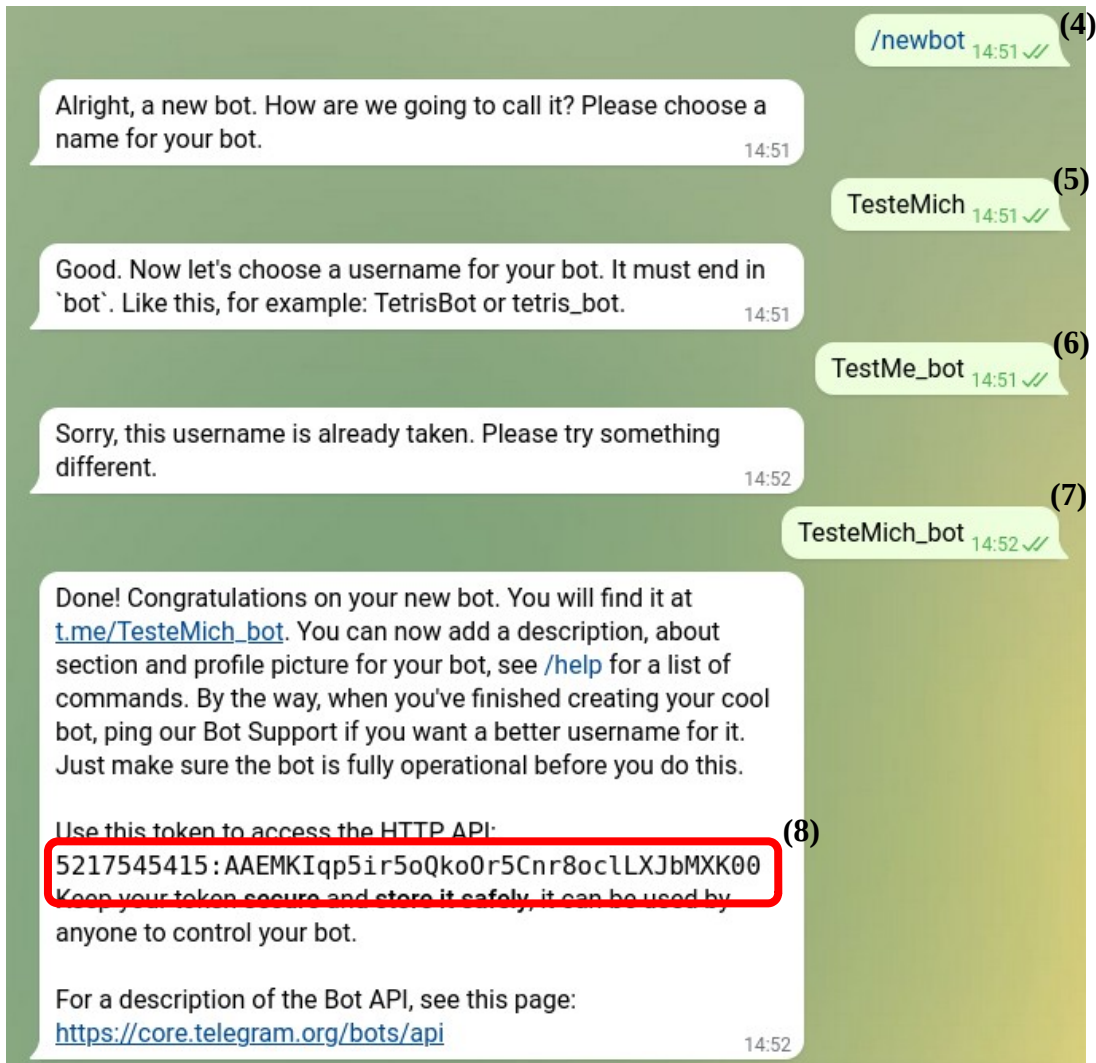 (4)
/newbot 14:51
Alright, a new bot. How are we going to call it? Please choose a
name for your bot.
14:51
(5)
TesteMich 14:51
Good. Now let's choose a username for your bot. It must end in
`bot`. Like this, for example: TetrisBot or tetris_bot.
14:51
(6)
TestMe_bot 14:51
Sorry, this username is already taken. Please try something
different.
14:52
(7)
TesteMich_bot 14:52
Done! Congratulations on your new bot. You will find it at
t.me/TesteMich_bot. You can now add a description, about
section and profile picture for your bot, see /help for a list of
commands. By the way, when you've finished creating your cool
bot, ping our Bot Support if you want a better username for it.
Just make sure the bot is fully operational before you do this.
Use this token to access the HTTP API:
(8)
5217545415:AAEMKIqp5ir5oQkoOr5Cnr8oclLXJbMXK00
Keep your token secure and store it safely, it can be used by
anyone to control your bot.
For a description of the Bot API, see this page:
https://core.telegram.org/bots/api
14:52